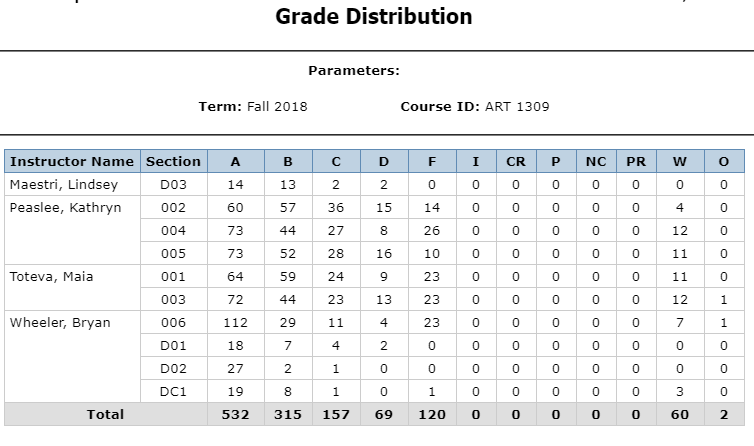 Grade Distribution
Parameters:
Term: Fall 2018 Course ID: ART 1309
Instructor Name Section A B C D F I CR P NC PR W O
Maestri, Lindsey D03 14 13 2 2 0 0 0 0 0 0 0 0
Peaslee, Kathryn 002 60 57 36 15 14 0 0 0 0 0 4 0
004 73 44 27 8 26 0 0 0 0 0 12 0
005 73 52 28 16 10 0 0 0 0 0 11 0
Toteva, Maia 001 64 59 24 9 23 0 0 0 0 0 11 0
003 72 44 23 13 23 0 0 0 0 0 12 1
Wheeler, Bryan 006 112 29 11 4 23 0 0 0 0 0 7 1
D01 18 7 4 2 0 0 0 0 0 0 0 0
D02 27 2 1 0 0 0 0 0 0 0 0 0
DC1 19 8 1 0 1 0 0 0 0 0 3 0
Total 532 315 157 69 120 0 0 0 0 0 60 2